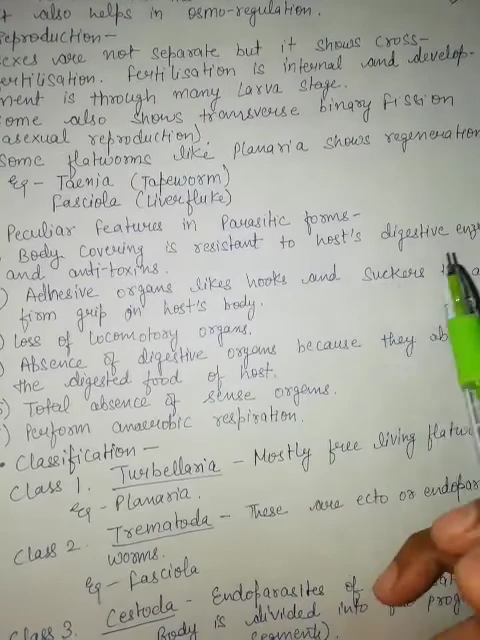 also helps in osmo-regulation.
Reproduction-
sexes are not separate but it shows cross-
fertilisation. Fertilisation is internal and develop-
ment is through many Larva stage.
Some also shows transverse binary fission
(asexual reproduction).
Some flatworms like planaria shows regeneration
Eg- Taenia (Tapeworm)
Fasciola (Liverfluke)
Peculiar features in Parasitic forms-
Body covering is resistant to host's digestive
and anti-toxins.
Adhesive organs likes hooks and suckers
firm grip on host's body.
Loss of locomotory organs.
Absence of digestive organs because they
the digested food of host.
5) Total absence of sense organs.
Perform anaerobic respiration.
• Classification-
Class 1. Turbellaria - Mostly free living
Eg- Planaria.
Class 2. Trematoda - These are ecto or
worms.
Eg- Fasciola
Class 3. Cestoda - Endoparasites of
Body is divided into
segments).